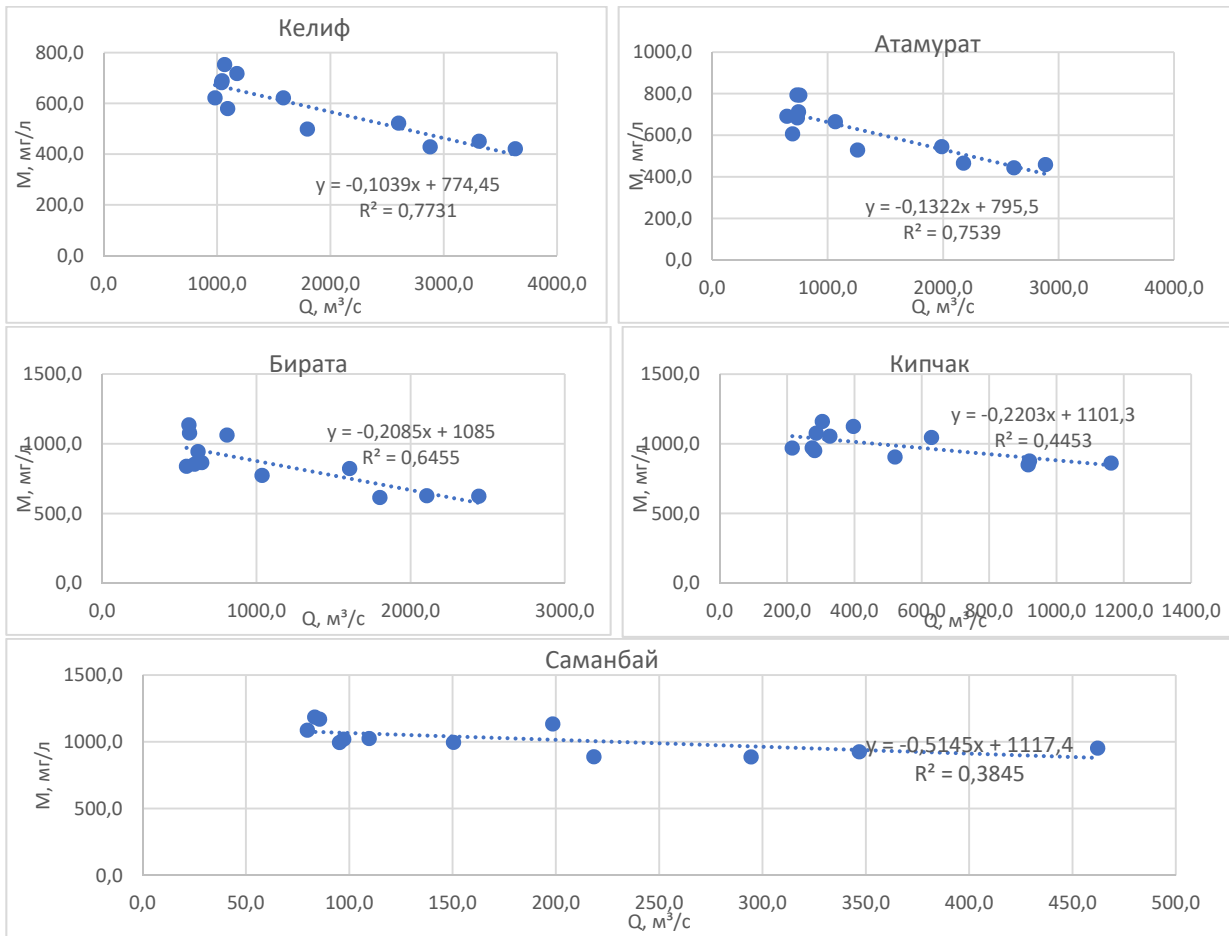 Келиф
800,0
600,0
400,0
200,0
0,0
М, мг/л
y = -0,1039x + 774,45
R² = 0,7731
0,0 1000,0 2000,0 3000,0 4000,0
Q, м³/с
Атамурат
1000,0
800,0
600,0
400,0
200,0
0,0
М, мг/л
y = -0,1322x + 795,5
R² = 0,7539
0,0 1000,0 2000,0 3000,0 4000,0
Q, м³/с
Бирата
1500,0
1000,0
500,0
0,0
М, мг/л
y = -0,2085x + 1085
R² = 0,6455
0,0 1000,0 2000,0 3000,0
Q, м³/с
Кипчак
1500,0
1000,0
500,0
0,0
М, мг/л
y = -0,2203x + 1101,3
R² = 0,4453
0,0 200,0 400,0 600,0 800,0 1000,0 1200,0 1400,0
Q, м³/с
Саманбай
1500,0
1000,0
500,0
0,0
М, мг/л
y = -0,5145x + 1117,4
R² = 0,3845
0,0 50,0 100,0 150,0 200,0 250,0 300,0 350,0 400,0 450,0 500,0
Q, м³/с